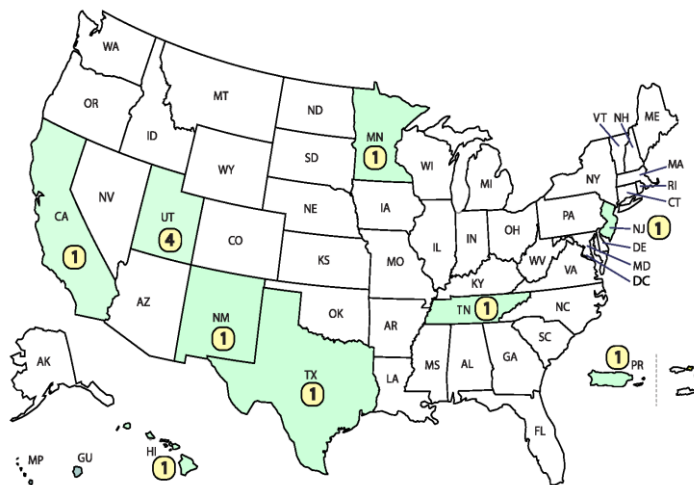 WA
ME
VT NH
MT
ND
OR
MN
1
ID
WI
MA
SD
NY
RI
WY
MI
CT
PA
NJ 1
IA
NE
NV
OH
DE
UT
4
IL
IN
MD
CA
1
CO
WV
VA
DC
KS
MO
KY
NC
TN 1
OK
AZ
NM
1
AR
SC
1
PR
MS
AL
GA
AK
TX
1
LA
FL
HI
1
MP
GU